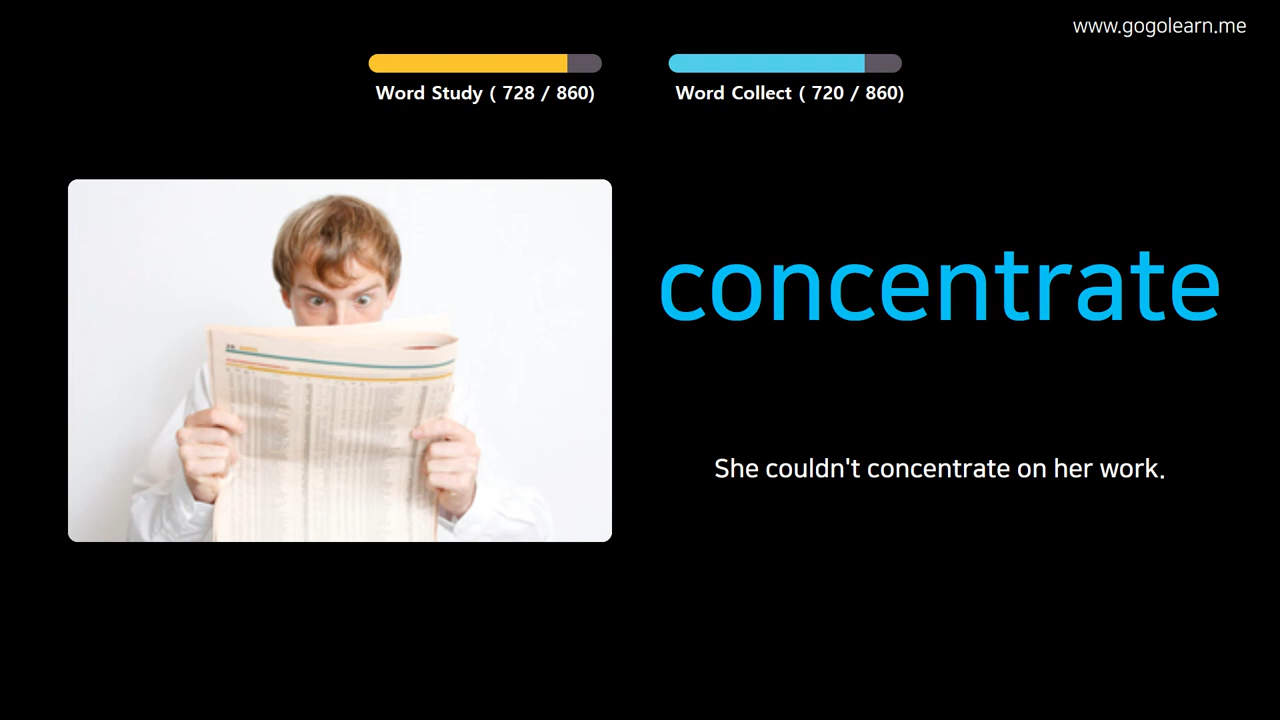 www.gogolearn.me
Word Study ( 728 / 860)
Word Collect ( 720 / 860)
concentrate
She couldn't concentrate on her work.